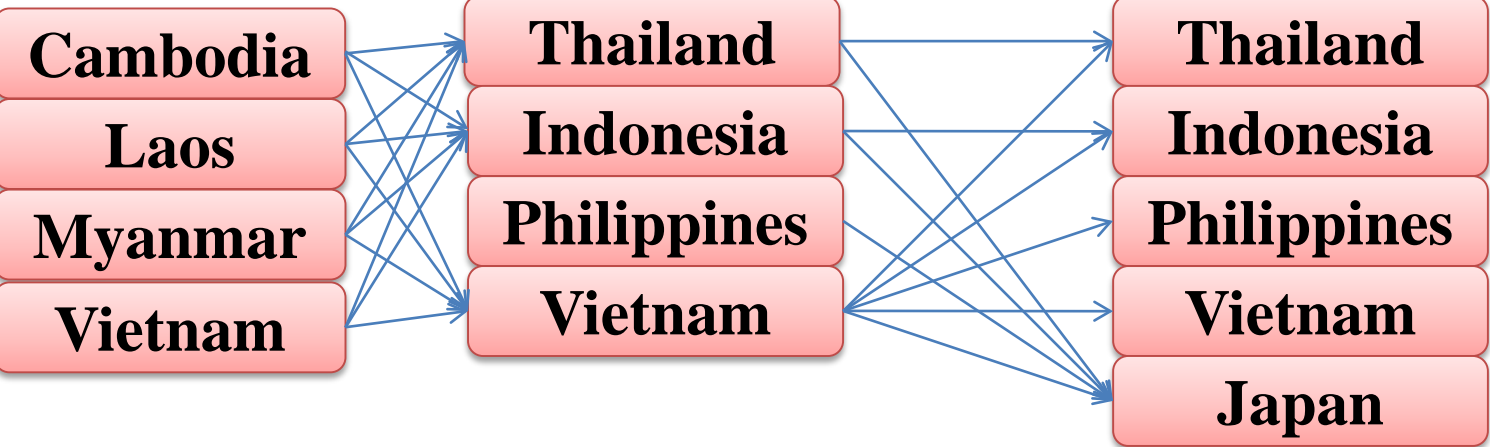 Cambodia
Laos
Myanmar
Vietnam
Thailand
Indonesia
Philippines
Vietnam
Thailand
Indonesia
Philippines
Vietnam
Japan